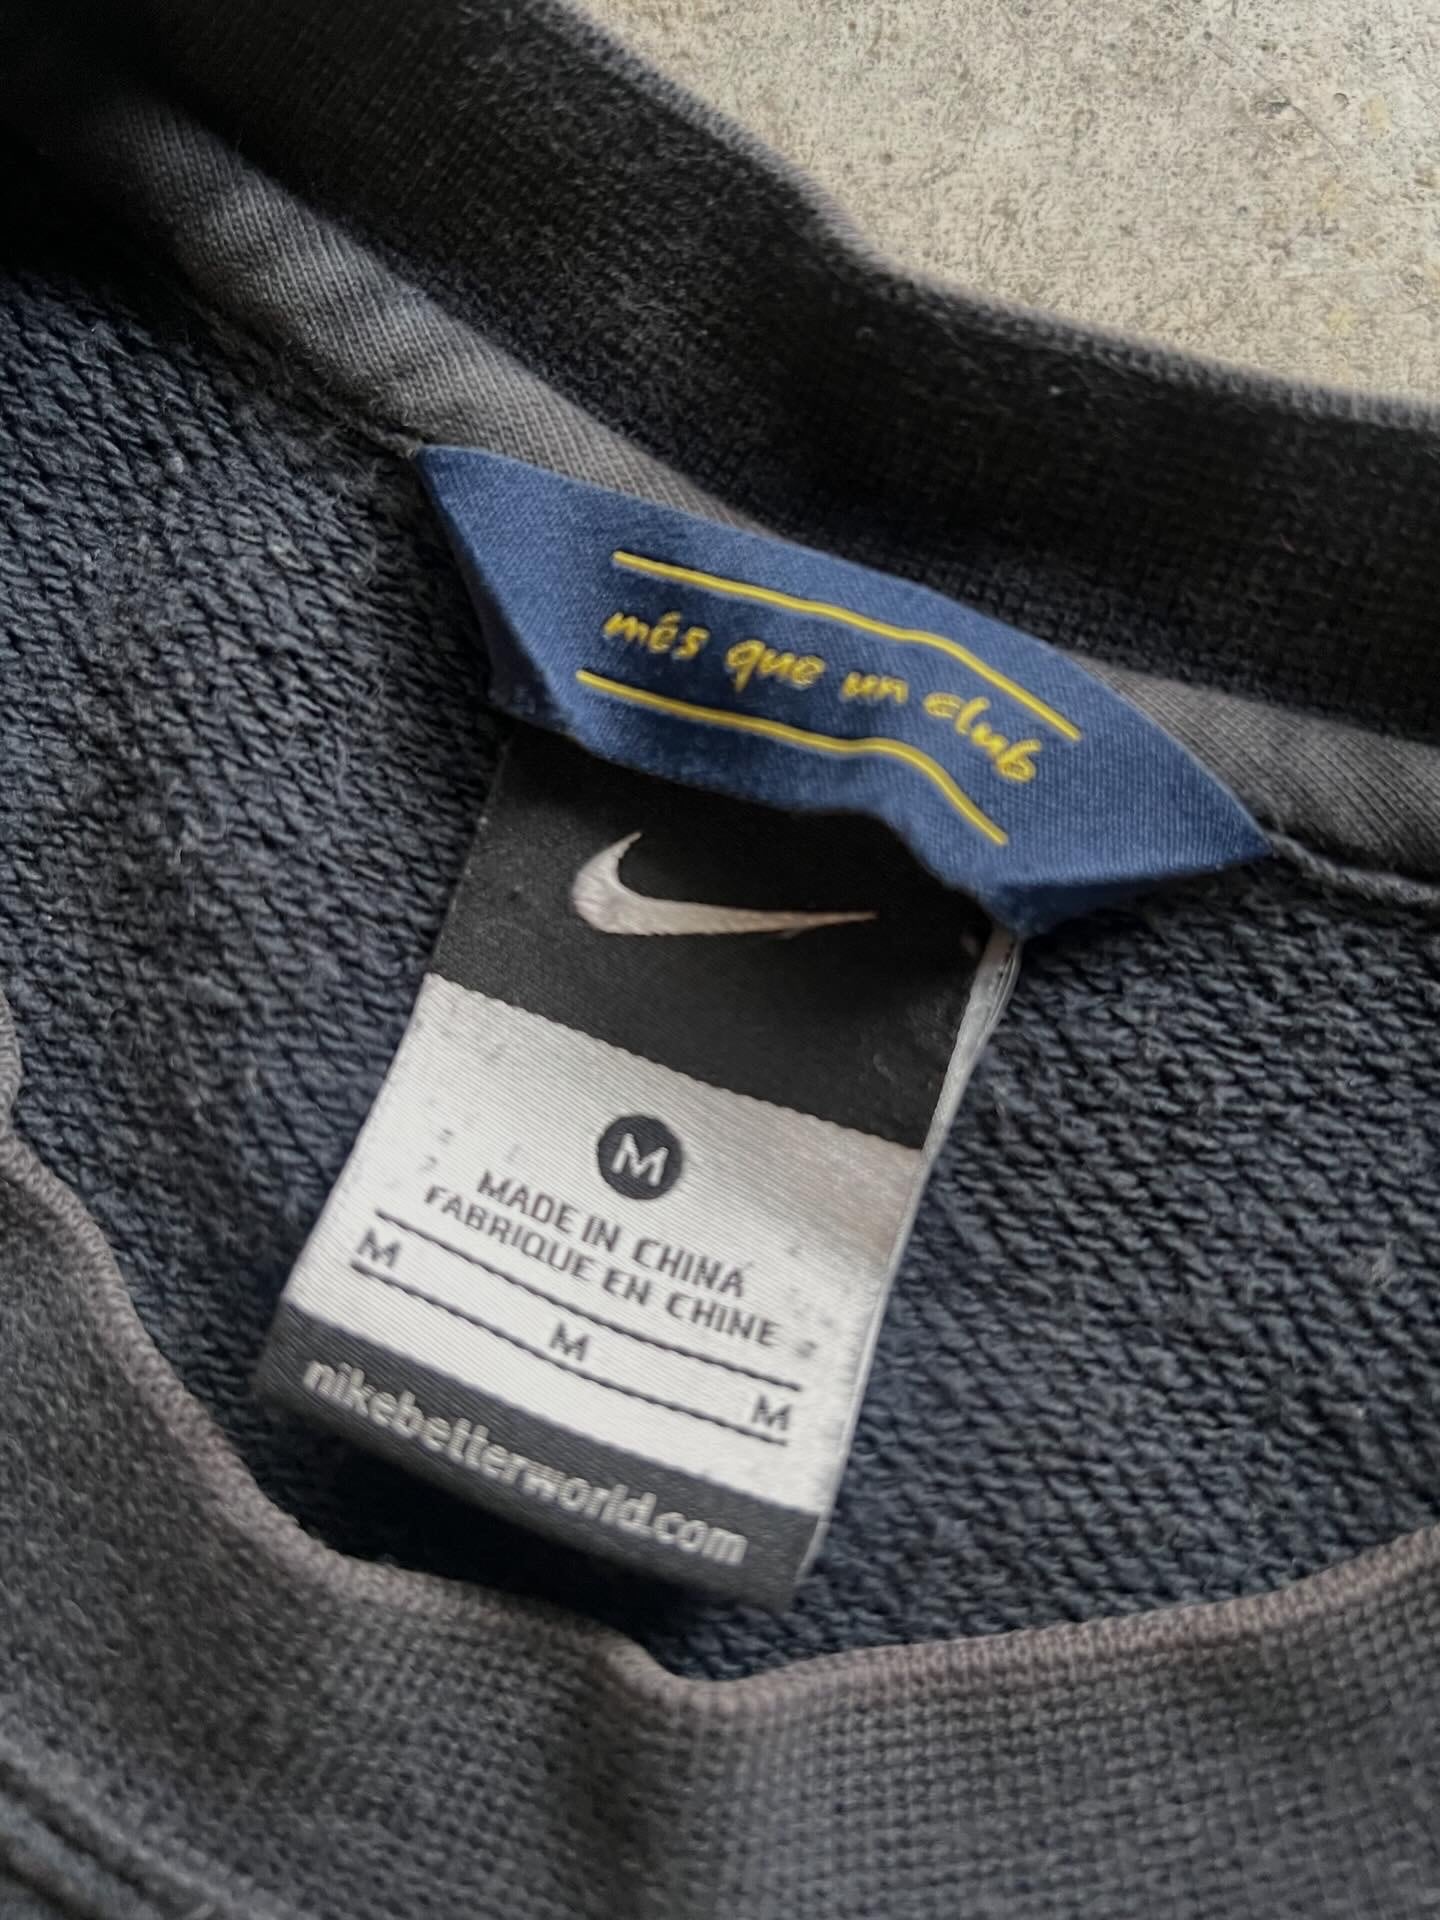 més que un club
M
MADE IN CHINA
FABRIQUE EN CHINE
M
M
M
nikebetterworld.com